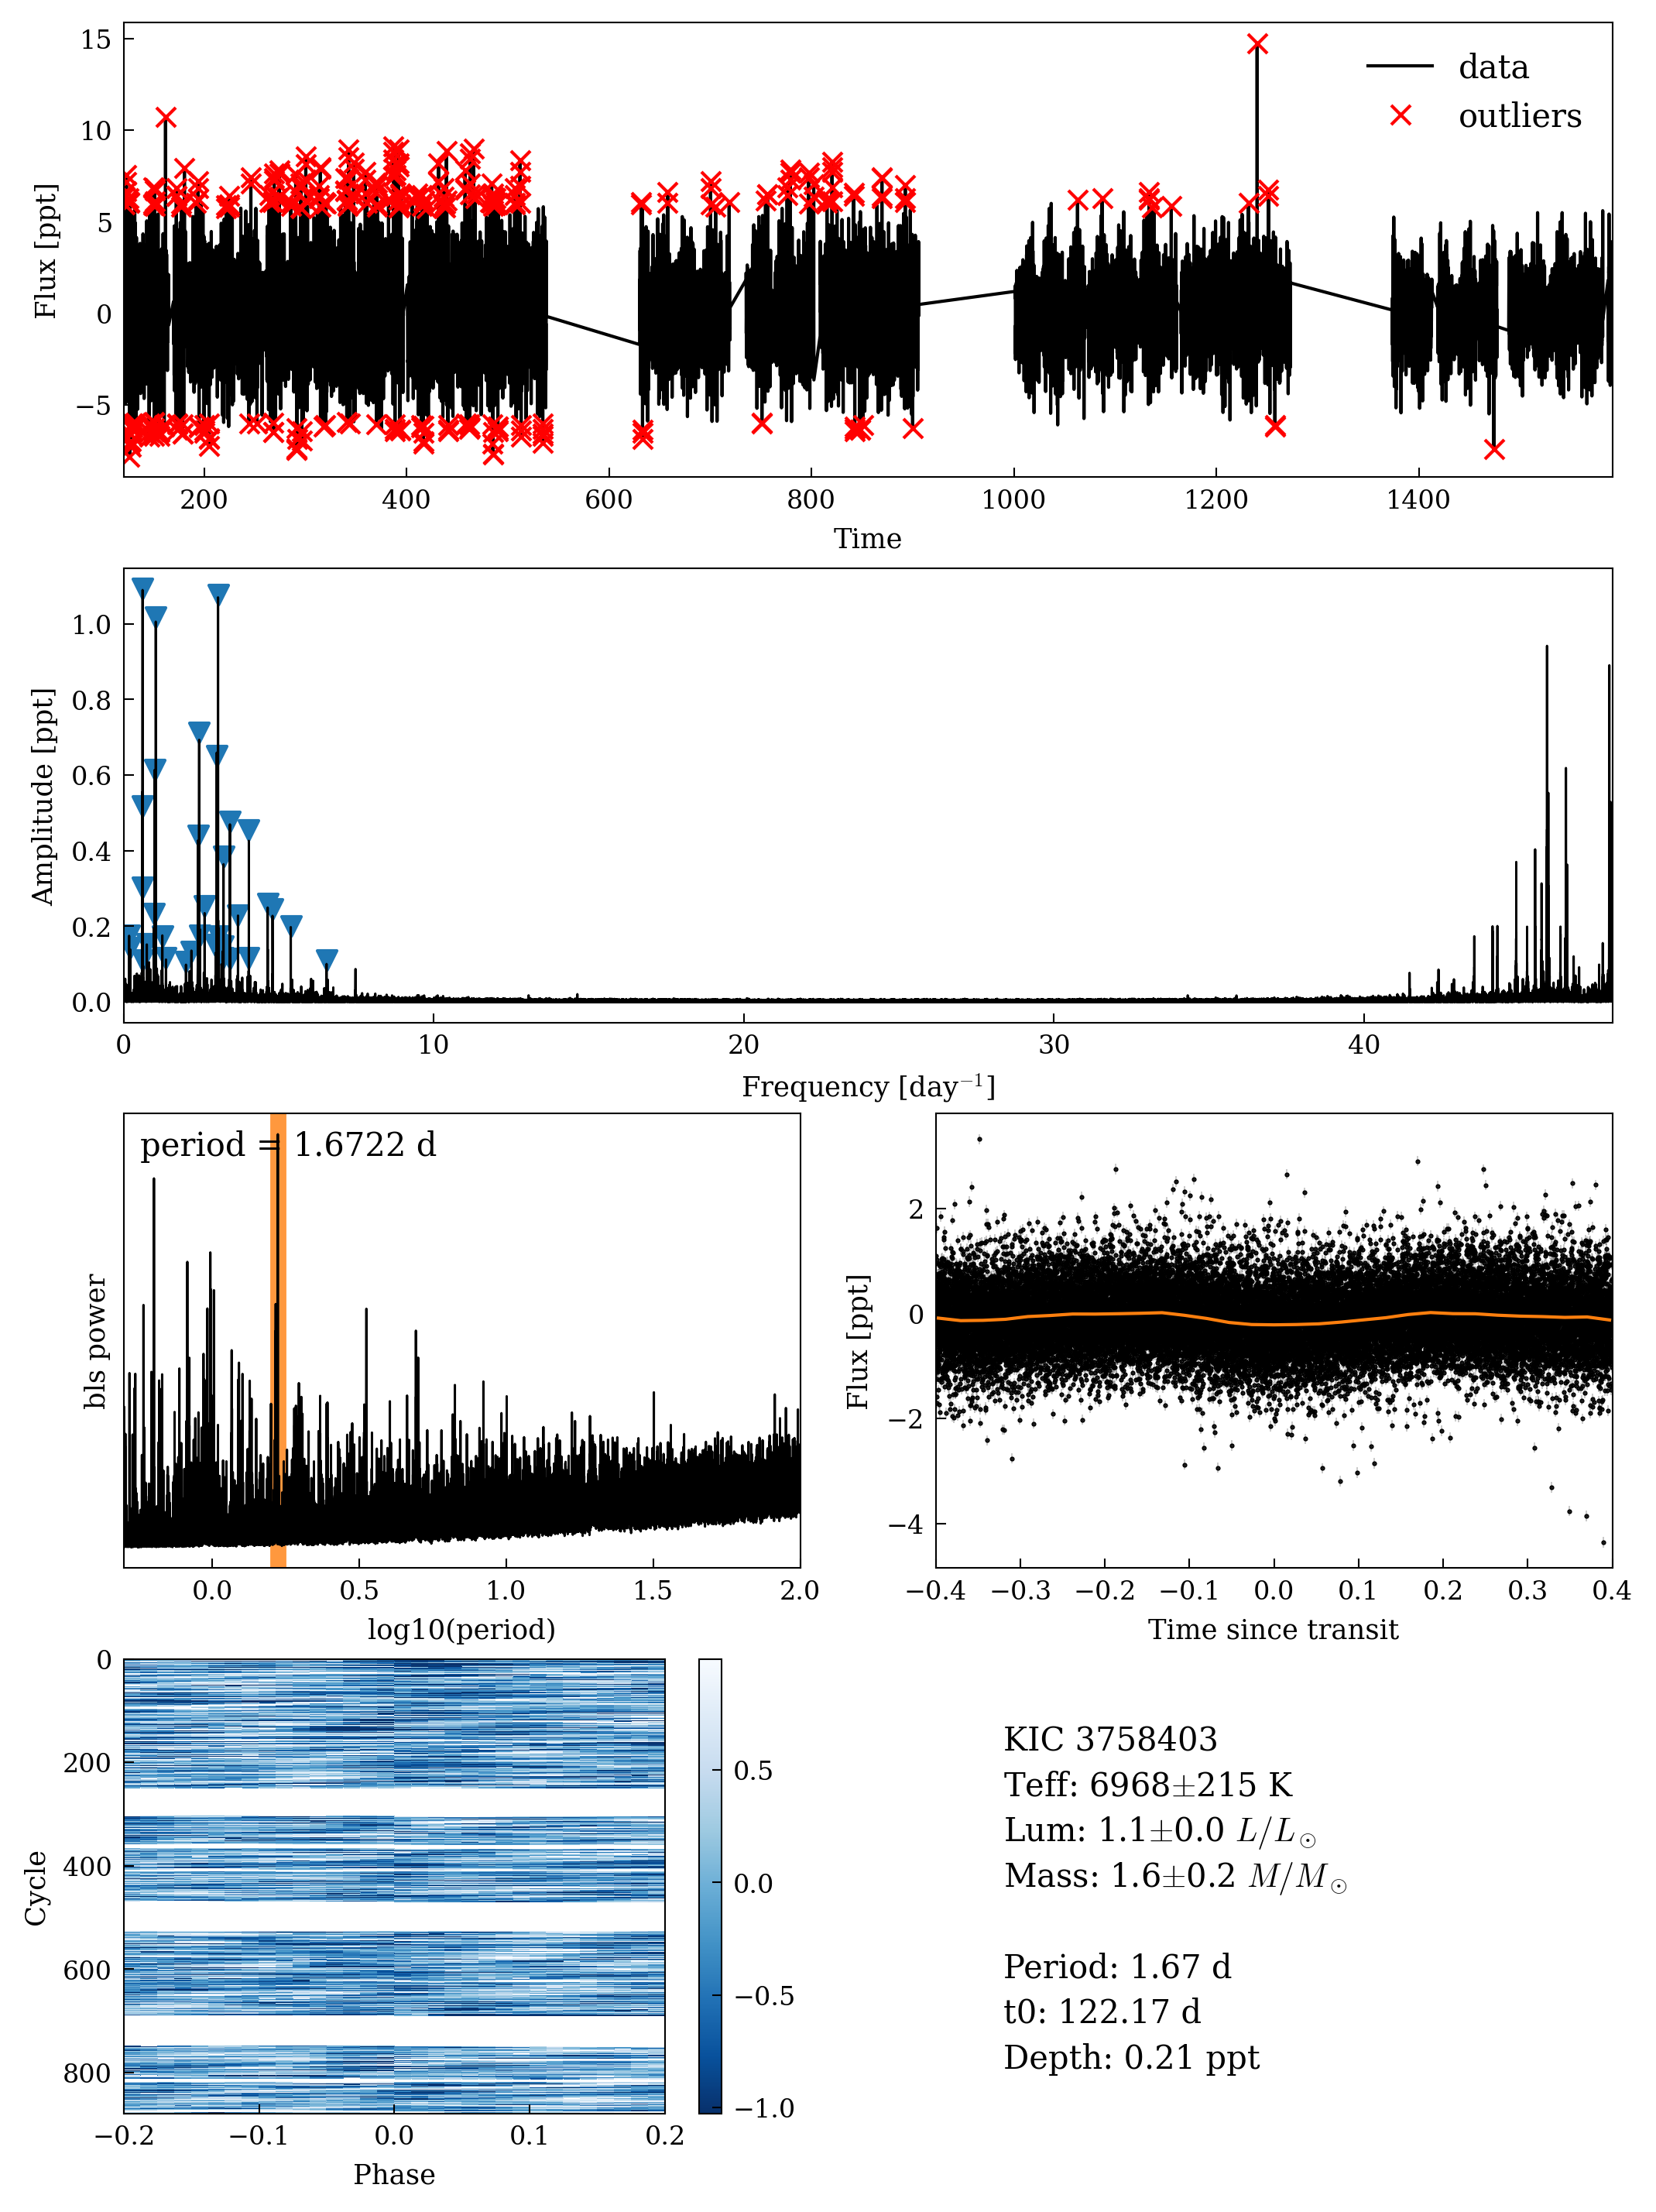 15
10
5
0
−5
Flux [ppt]
data
outliers
200 400 600 800 1000 1200 1400
Time
1.0
0.8
0.6
0.4
0.2
0.0
Amplitude [ppt]
0 10 20 30 40
Frequency [day⁻¹]
period = 1.6722 d
bls power
0.0 0.5 1.0 1.5 2.0
log10(period)
2
0
−2
−4
Flux [ppt]
−0.4 −0.3 −0.2 −0.1 0.0 0.1 0.2 0.3 0.4
Time since transit
0
200
400
600
800
Cycle
−0.2 −0.1 0.0 0.1 0.2
Phase
0.5
0.0
−0.5
−1.0
KIC 3758403
Teff: 6968±215 K
Lum: 1.1±0.0 L/L☉
Mass: 1.6±0.2 M/M☉
Period: 1.67 d
t0: 122.17 d
Depth: 0.21 ppt